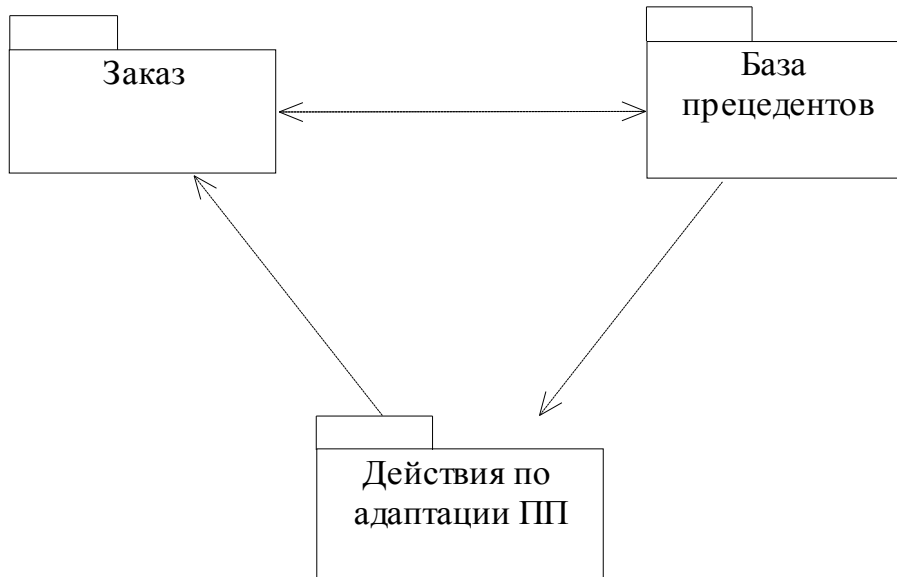 Заказ
База
прецедентов
Действия по
адаптации ПП